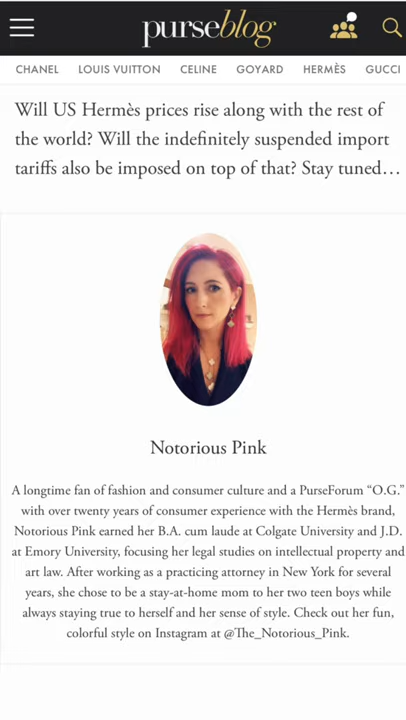 purseblog
CHANEL LOUIS VUITTON CELINE GOYARD HERMÈS GUCCI
Will US Hermès prices rise along with the rest of
the world? Will the indefinitely suspended import
tariffs also be imposed on top of that? Stay tuned…
Notorious Pink
A longtime fan of fashion and consumer culture and a PurseForum “O.G.”
with over twenty years of consumer experience with the Hermès brand,
Notorious Pink earned her B.A. cum laude at Colgate University and J.D.
at Emory University, focusing her legal studies on intellectual property and
art law. After working as a practicing attorney in New York for several
years, she chose to be a stay-at-home mom to her two teen boys while
always staying true to herself and her sense of style. Check out her fun,
colorful style on Instagram at @The_Notorious_Pink.